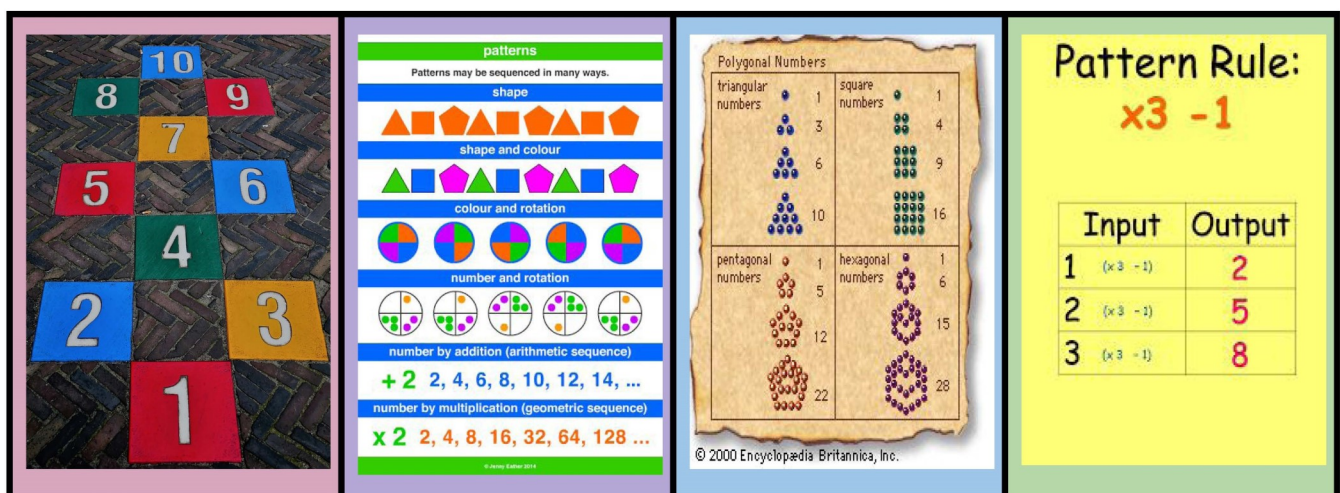 10
8 9
7
5 6
4
2 3
1
patterns
Patterns may be sequenced in many ways.
shape
shape and colour
colour and rotation
number and rotation
number by addition (arithmetic sequence)
+ 2 2, 4, 6, 8, 10, 12, 14, ...
number by multiplication (geometric sequence)
x 2 2, 4, 8, 16, 32, 64, 128 ...
© Jenny Eather 2014
Polygonal Numbers
triangular numbers
1
3
6
10
square numbers
1
4
9
16
pentagonal numbers
1
5
12
22
hexagonal numbers
1
6
15
28
© 2000 Encyclopædia Britannica, Inc.
Pattern Rule:
x3 -1
Input Output
1 (x3 -1) 2
2 (x3 -1) 5
3 (x3 -1) 8